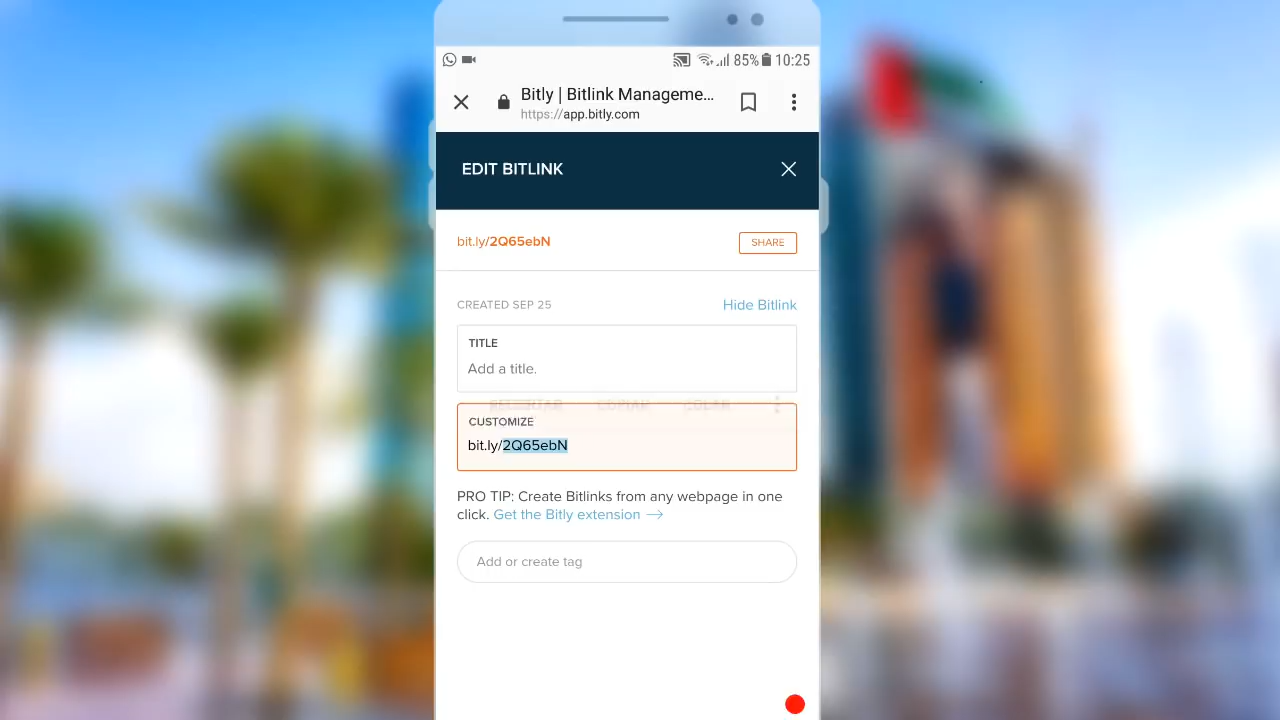 85% 10:25
Bitly | Bitlink Manageme...
https://app.bitly.com
EDIT BITLINK
bit.ly/2Q65ebN
SHARE
CREATED SEP 25
Hide Bitlink
TITLE
Add a title.
COPIAR
COLAR
CUSTOMIZE
bit.ly/2Q65ebN
PRO TIP: Create Bitlinks from any webpage in one
click. Get the Bitly extension →
Add or create tag